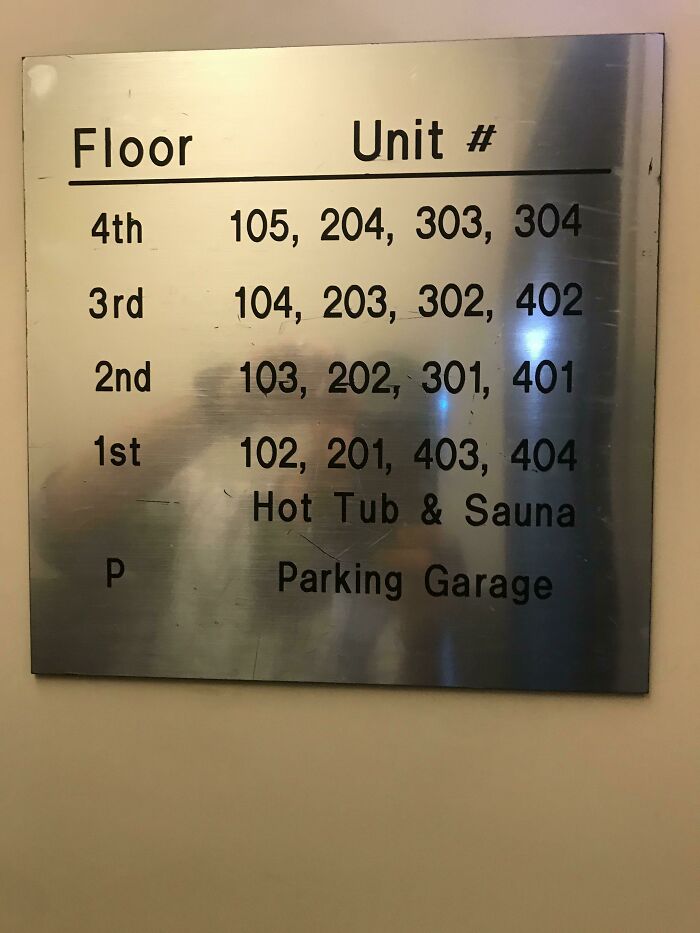 Floor Unit #
4th 105, 204, 303, 304
3rd 104, 203, 302, 402
2nd 103, 202, 301, 401
1st 102, 201, 403, 404
Hot Tub & Sauna
P Parking Garage